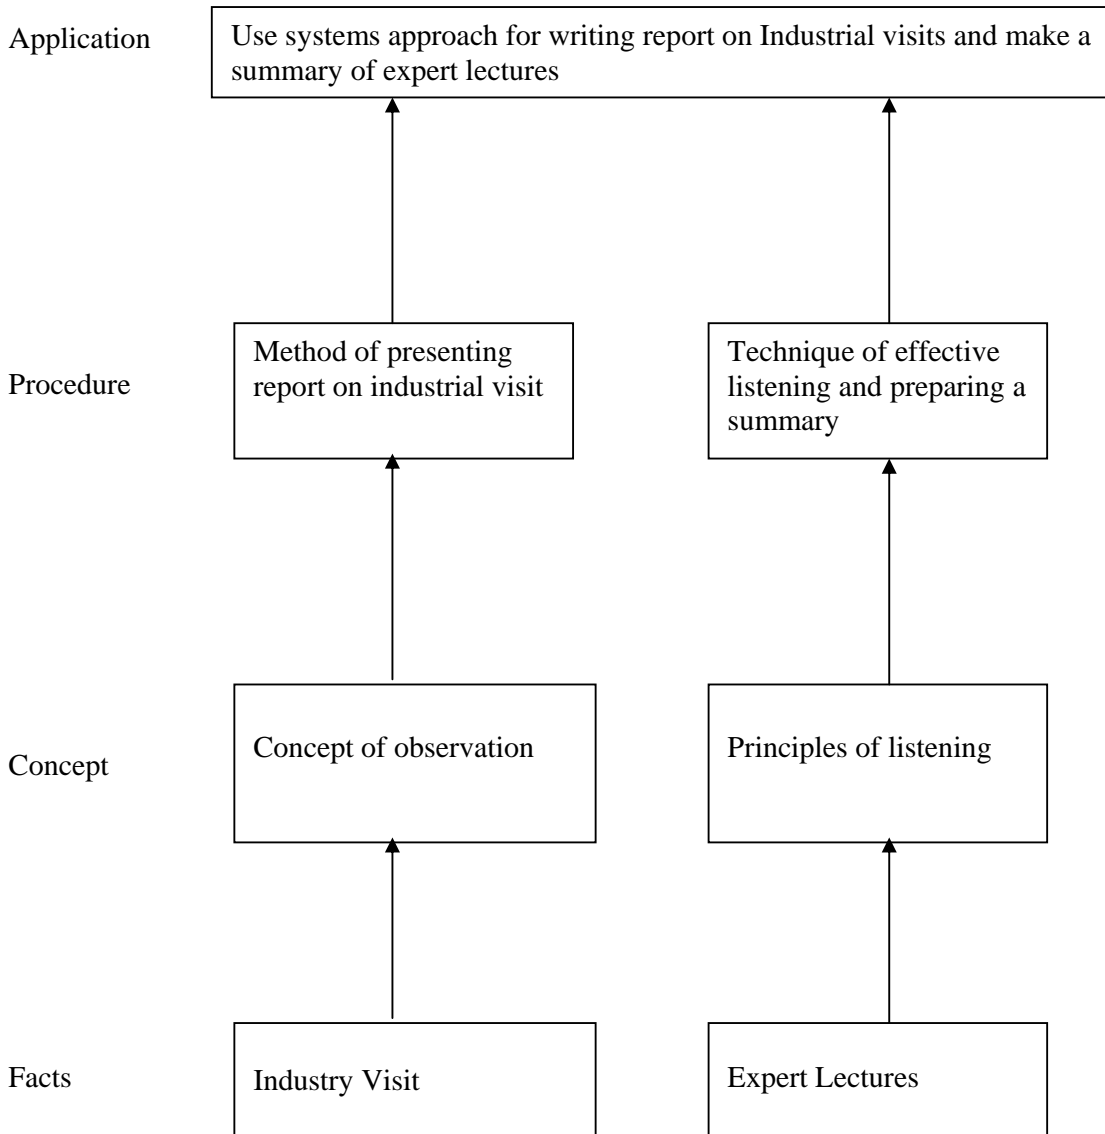 Application
Use systems approach for writing report on Industrial visits and make a
summary of expert lectures
Procedure
Method of presenting
report on industrial visit
Technique of effective
listening and preparing a
summary
Concept
Concept of observation
Principles of listening
Facts
Industry Visit
Expert Lectures